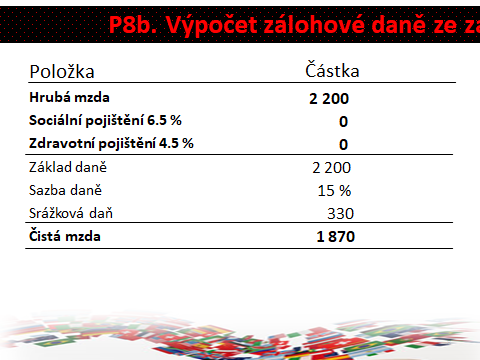 P8b. Výpočet zálohové daně ze
Položka Částka
Hrubá mzda 2 200
Sociální pojištění 6.5 % 0
Zdravotní pojištění 4.5 % 0
Základ daně 2 200
Sazba daně 15 %
Srážková daň 330
Čistá mzda 1 870